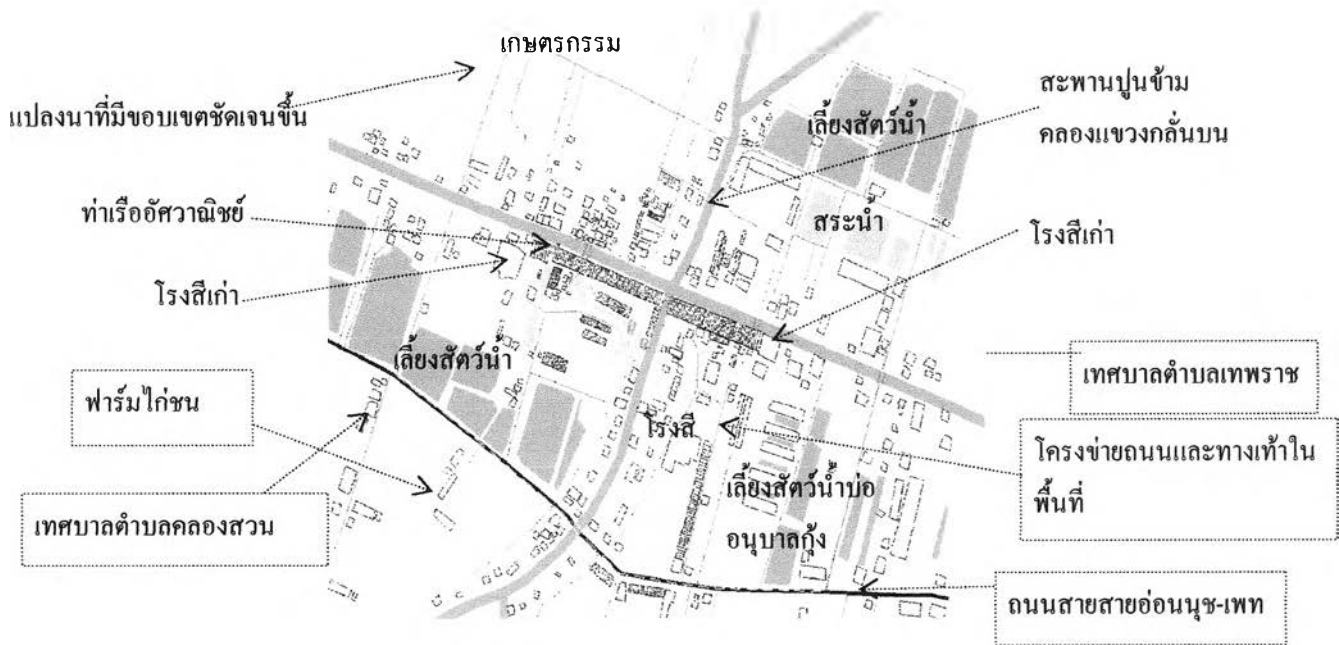 เกษตรกรรม
แปลงนาที่มีขอบเขตชัดเจนขึ้น
สะพานปูนข้าม
คลองแขวงกลั่นบน
เลี้ยงสัตว์น้ำ
ท่าเรืออัศวาณิชย์
สระน้ำ
โรงสีเก่า
โรงสีเก่า
เลี้ยงสัตว์น้ำ
เทศบาลตำบลเทพราช
ฟาร์มไก่ชน
โรงสี
โครงข่ายถนนและทางเท้าใน
พื้นที่
เลี้ยงสัตว์น้ำบ่อ
อนุบาลกุ้ง
เทศบาลตำบลคลองสวน
ถนนสายสายอ่อนนุช-เทพ